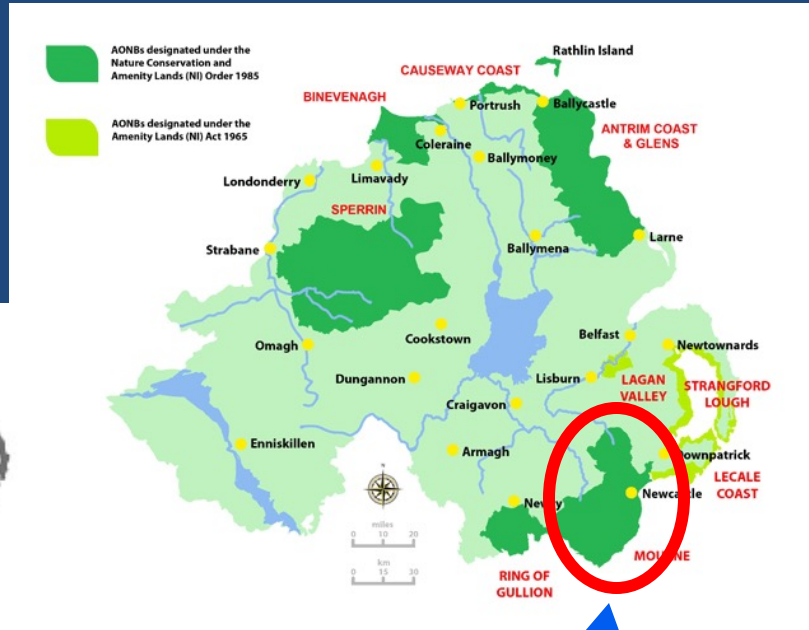 AONBs designated under the
Nature Conservation and
Amenity Lands (NI) Order 1985
AONBs designated under the
Amenity Lands (NI) Act 1965
Rathlin Island
CAUSEWAY COAST
BINEVENAGH
Portrush
Ballycastle
ANTRIM COAST
& GLENS
Coleraine
Ballymoney
Limavady
Londonderry
SPERRIN
Strabane
Ballymena
Larne
Belfast
Newtownards
Cookstown
Omagh
Dungannon
Lisburn
LAGAN
VALLEY
STRANGFORD
LOUGH
Craigavon
Enniskillen
Armagh
Downpatrick
LECALE
COAST
Newcastle
Newry
N
miles
0 10 20
km
0 15 30
MOURNE
RING OF
GULLION